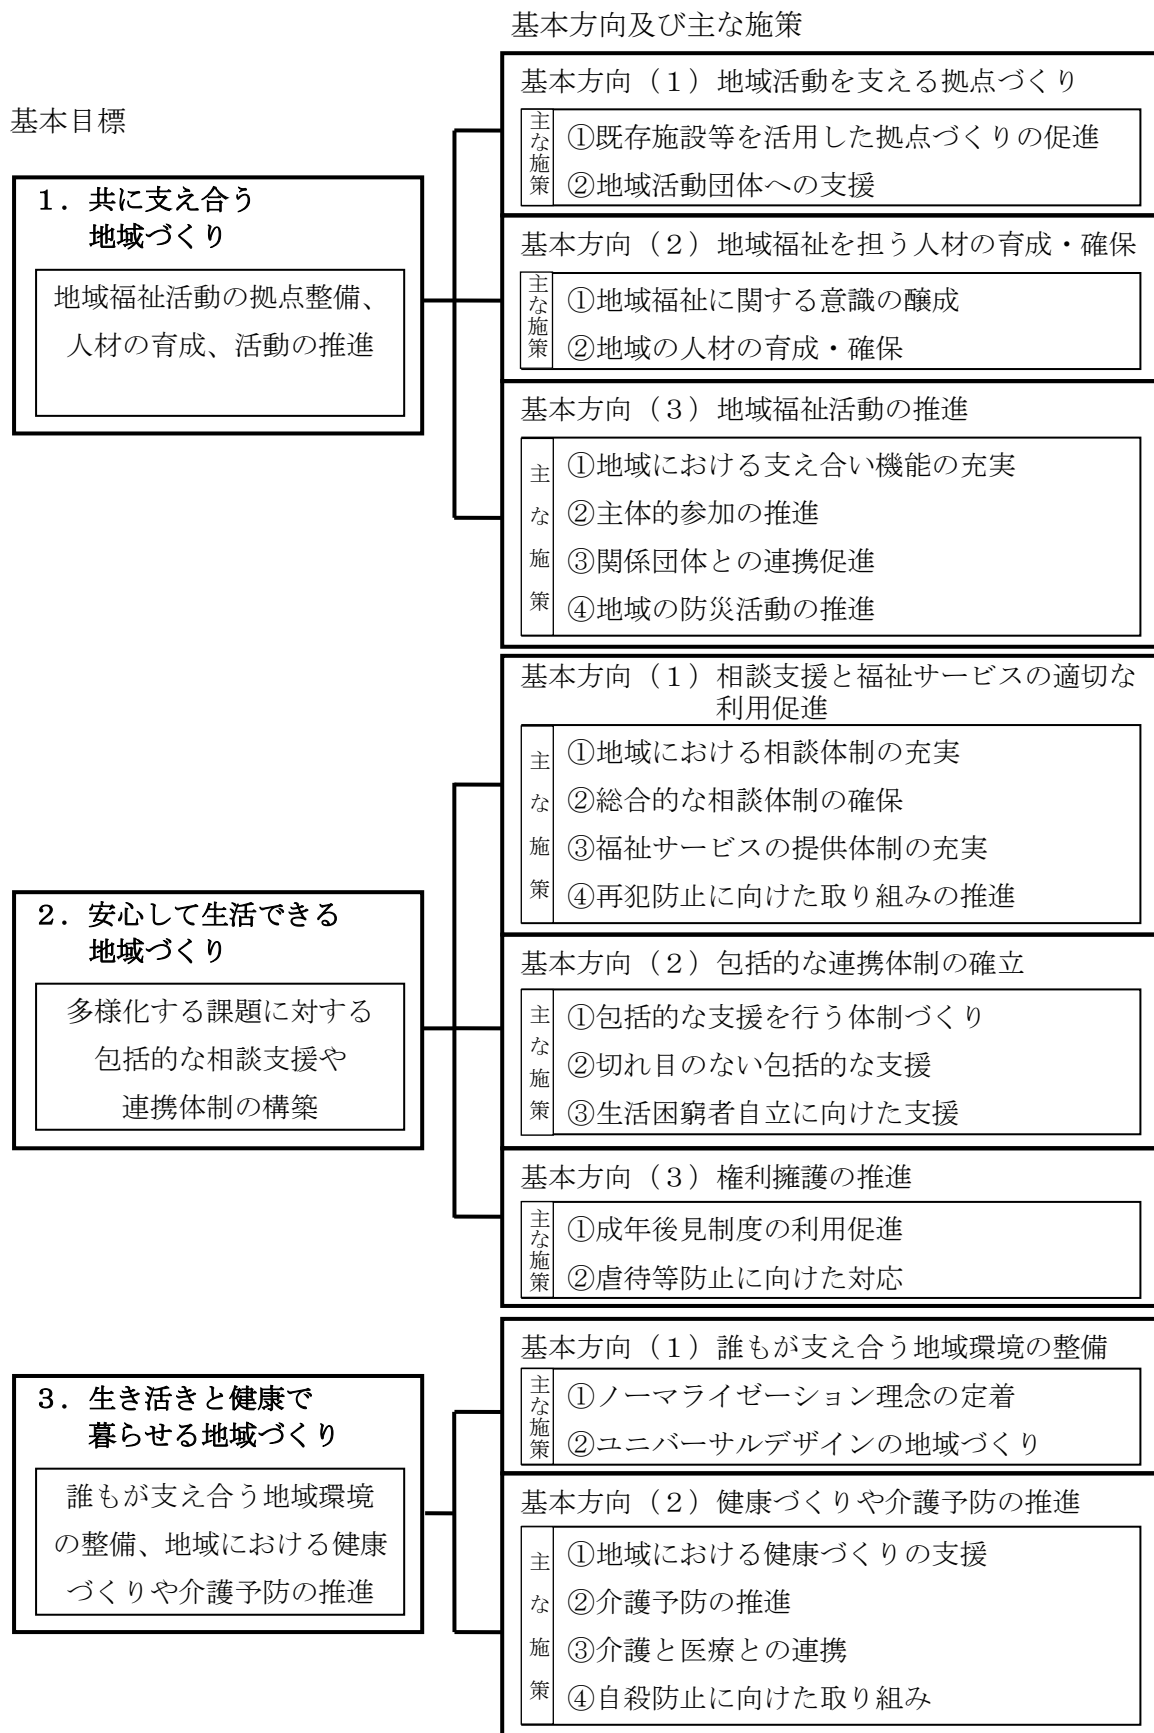 基本方向及び主な施策
基本目標
１．共に支え合う
地域づくり
地域福祉活動の拠点整備、
人材の育成、活動の推進
基本方向（１）地域活動を支える拠点づくり
主な施策
①既存施設等を活用した拠点づくりの促進
②地域活動団体への支援
基本方向（２）地域福祉を担う人材の育成・確保
主な施策
①地域福祉に関する意識の醸成
②地域の人材の育成・確保
基本方向（３）地域福祉活動の推進
主な施策
①地域における支え合い機能の充実
②主体的参加の推進
③関係団体との連携促進
④地域の防災活動の推進
２．安心して生活できる
地域づくり
多様化する課題に対する
包括的な相談支援や
連携体制の構築
基本方向（１）相談支援と福祉サービスの適切な
利用促進
主な施策
①地域における相談体制の充実
②総合的な相談体制の確保
③福祉サービスの提供体制の充実
④再犯防止に向けた取り組みの推進
基本方向（２）包括的な連携体制の確立
主な施策
①包括的な支援を行う体制づくり
②切れ目のない包括的な支援
③生活困窮者自立に向けた支援
基本方向（３）権利擁護の推進
主な施策
①成年後見制度の利用促進
②虐待等防止に向けた対応
３．生き活きと健康で
暮らせる地域づくり
誰もが支え合う地域環境
の整備、地域における健康
づくりや介護予防の推進
基本方向（１）誰もが支え合う地域環境の整備
主な施策
①ノーマライゼーション理念の定着
②ユニバーサルデザインの地域づくり
基本方向（２）健康づくりや介護予防の推進
主な施策
①地域における健康づくりの支援
②介護予防の推進
③介護と医療との連携
④自殺防止に向けた取り組み